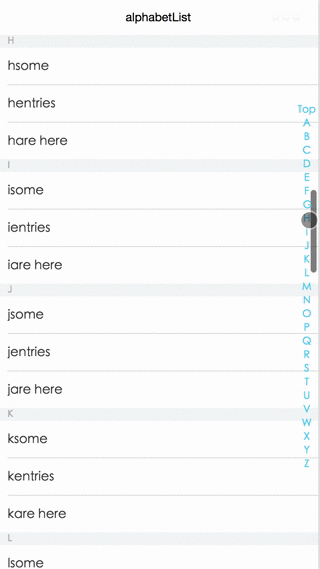 alphabetList
H
hsome
hentries
hare here
I
isome
ientries
iare here
J
jsome
jentries
jare here
K
ksome
kentries
kare here
L
lsome
Top
A
B
C
D
E
F
G
I
J
K
L
M
N
O
P
Q
R
S
T
U
V
W
X
Y
Z